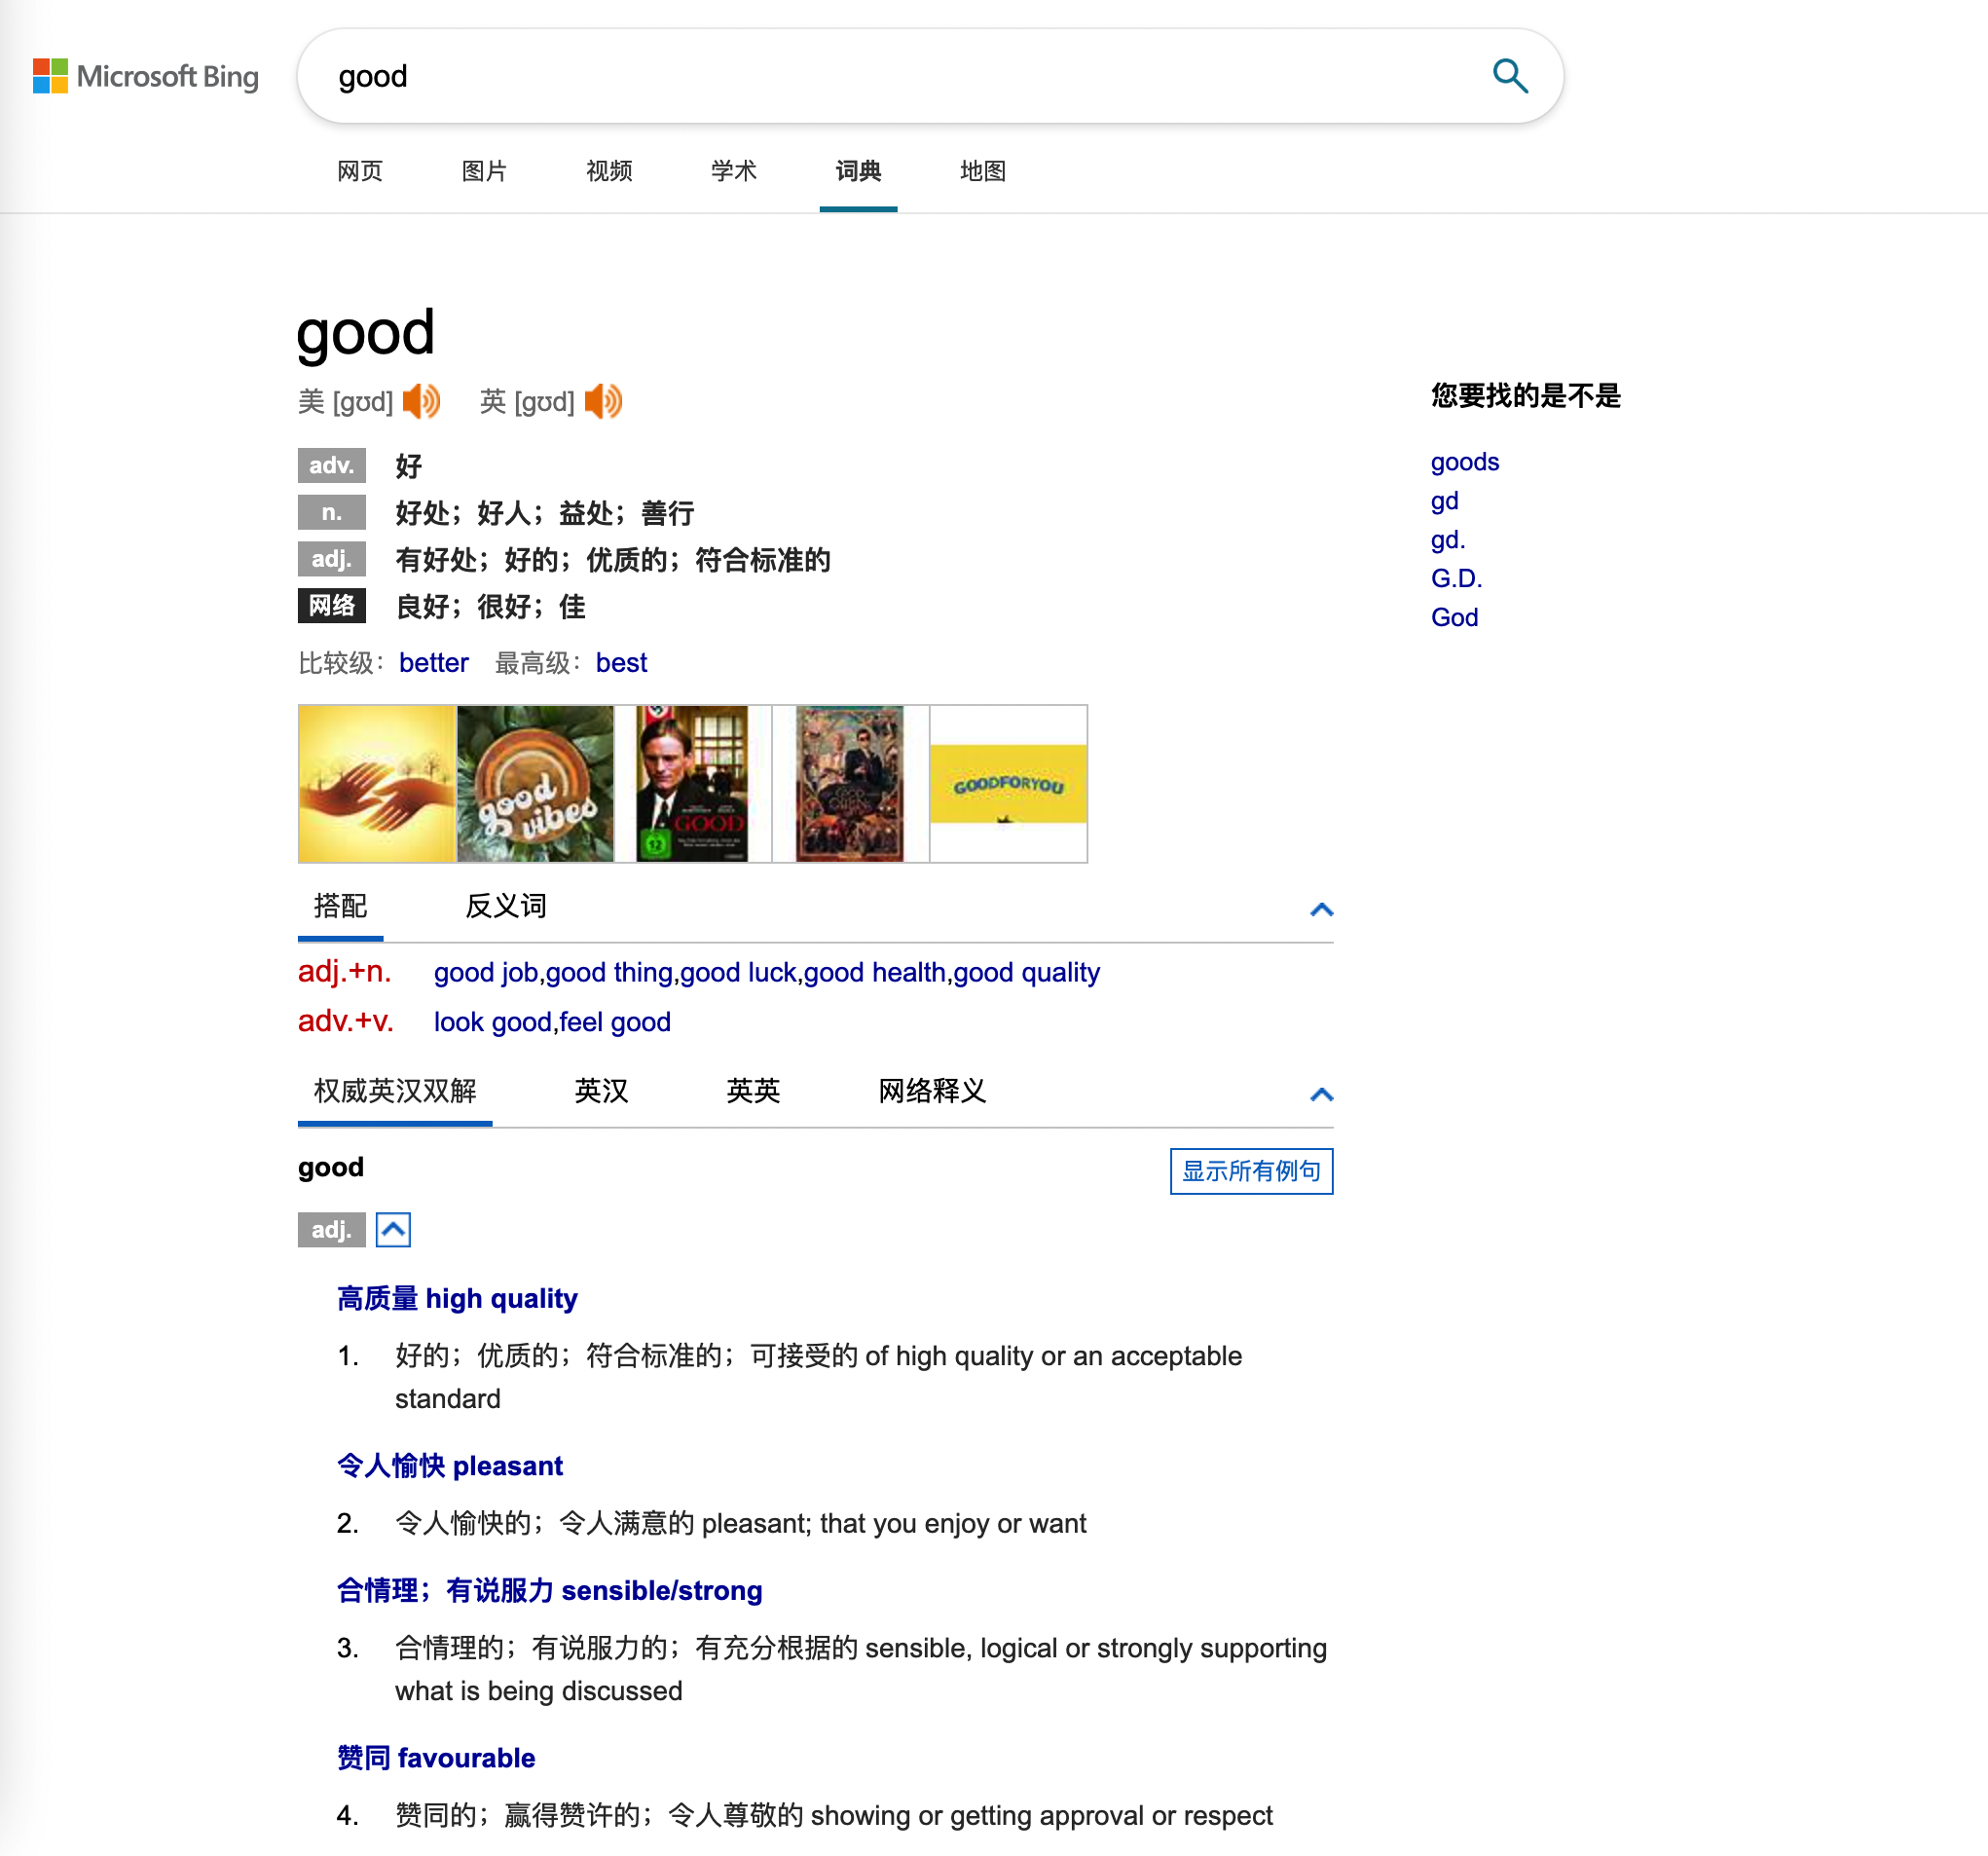 Microsoft Bing
good
网页 图片 视频 学术 词典 地图
good
美 [gʊd] 英 [gʊd]
adv. 好
n. 好处；好人；益处；善行
adj. 有好处；好的；优质的；符合标准的
网络 良好；很好；佳
比较级：better 最高级：best
good
vibes
GOOD
12
GOODFORYOU
搭配 反义词
adj.+n. good job,good thing,good luck,good health,good quality
adv.+v. look good,feel good
权威英汉双解 英汉 英英 网络释义
good 显示所有例句
adj.
高质量 high quality
1. 好的；优质的；符合标准的；可接受的 of high quality or an acceptable
standard
令人愉快 pleasant
2. 令人愉快的；令人满意的 pleasant; that you enjoy or want
合情理；有说服力 sensible/strong
3. 合情理的；有说服力的；有充分根据的 sensible, logical or strongly supporting
what is being discussed
赞同 favourable
4. 赞同的；赢得赞许的；令人尊敬的 showing or getting approval or respect
您要找的是不是
goods
gd
gd.
G.D.
God